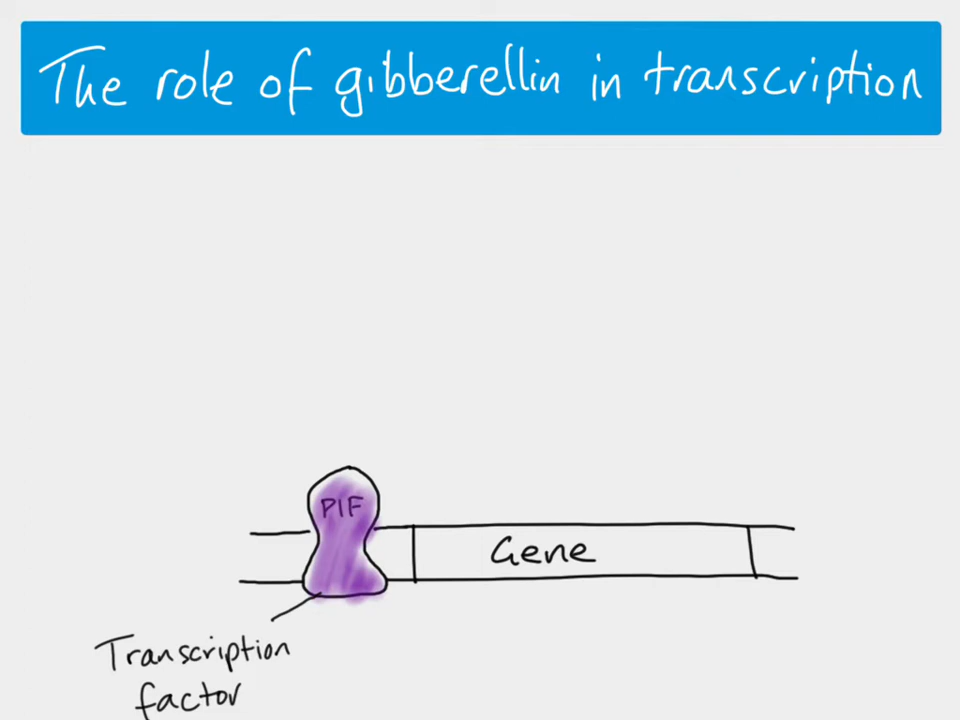 The role of gibberellin in transcription
PIF
Gene
Transcription
factor